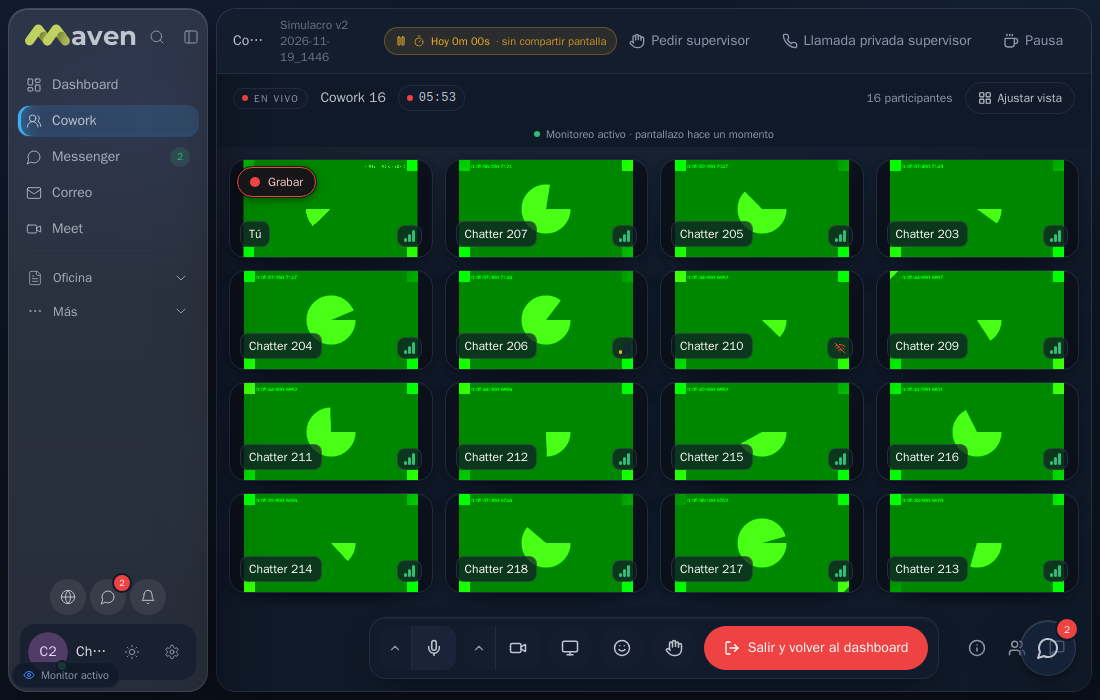 Maven
Dashboard
Cowork
Messenger
2
Correo
Meet
Oficina
Más
2
C2
Ch···
Monitor activo
Co···
Simulacro v2
2026-11-
19_1446
Hoy 0m 00s · sin compartir pantalla
Pedir supervisor
Llamada privada supervisor
Pausa
EN VIVO
Cowork 16
05:53
16 participantes
Ajustar vista
Monitoreo activo · pantallazo hace un momento
Grabar
Tú
Chatter 207
Chatter 205
Chatter 203
Chatter 204
Chatter 206
Chatter 210
Chatter 209
Chatter 211
Chatter 212
Chatter 215
Chatter 216
Chatter 214
Chatter 218
Chatter 217
Chatter 213
Salir y volver al dashboard
2